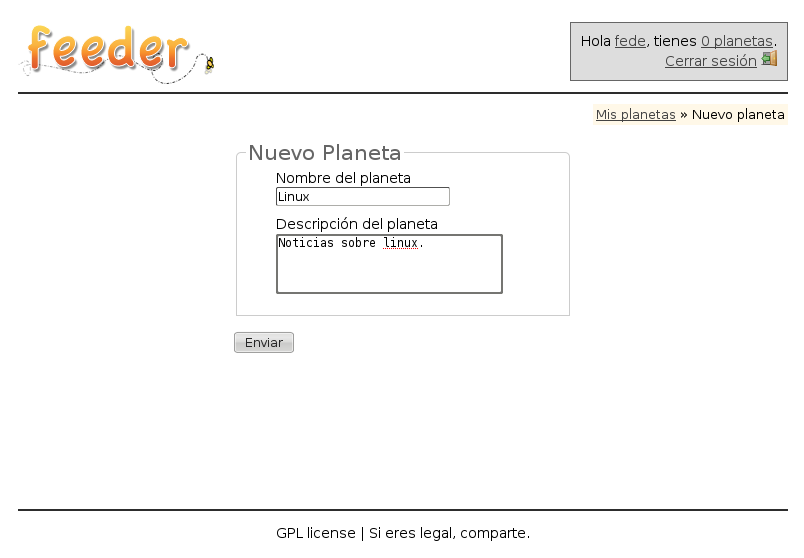 feeder
Hola fede, tienes 0 planetas.
Cerrar sesión
Mis planetas » Nuevo planeta
Nuevo Planeta
Nombre del planeta
Linux
Descripción del planeta
Noticias sobre linux.
Enviar
GPL license | Si eres legal, comparte.